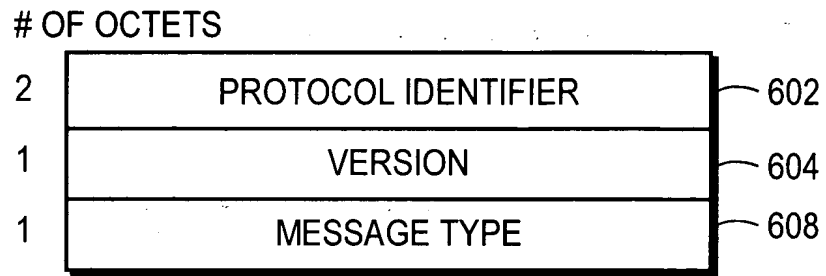 # OF OCTETS
2 PROTOCOL IDENTIFIER 602
1 VERSION 604
1 MESSAGE TYPE 608